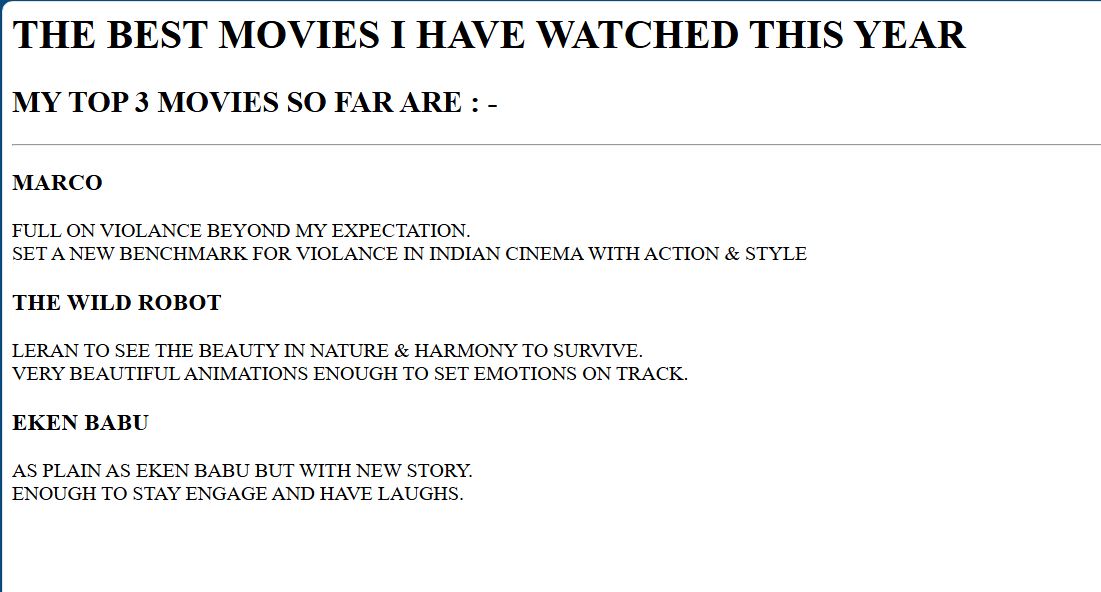 THE BEST MOVIES I HAVE WATCHED THIS YEAR
MY TOP 3 MOVIES SO FAR ARE : -
MARCO
FULL ON VIOLANCE BEYOND MY EXPECTATION.
SET A NEW BENCHMARK FOR VIOLANCE IN INDIAN CINEMA WITH ACTION & STYLE
THE WILD ROBOT
LERAN TO SEE THE BEAUTY IN NATURE & HARMONY TO SURVIVE.
VERY BEAUTIFUL ANIMATIONS ENOUGH TO SET EMOTIONS ON TRACK.
EKEN BABU
AS PLAIN AS EKEN BABU BUT WITH NEW STORY.
ENOUGH TO STAY ENGAGE AND HAVE LAUGHS.